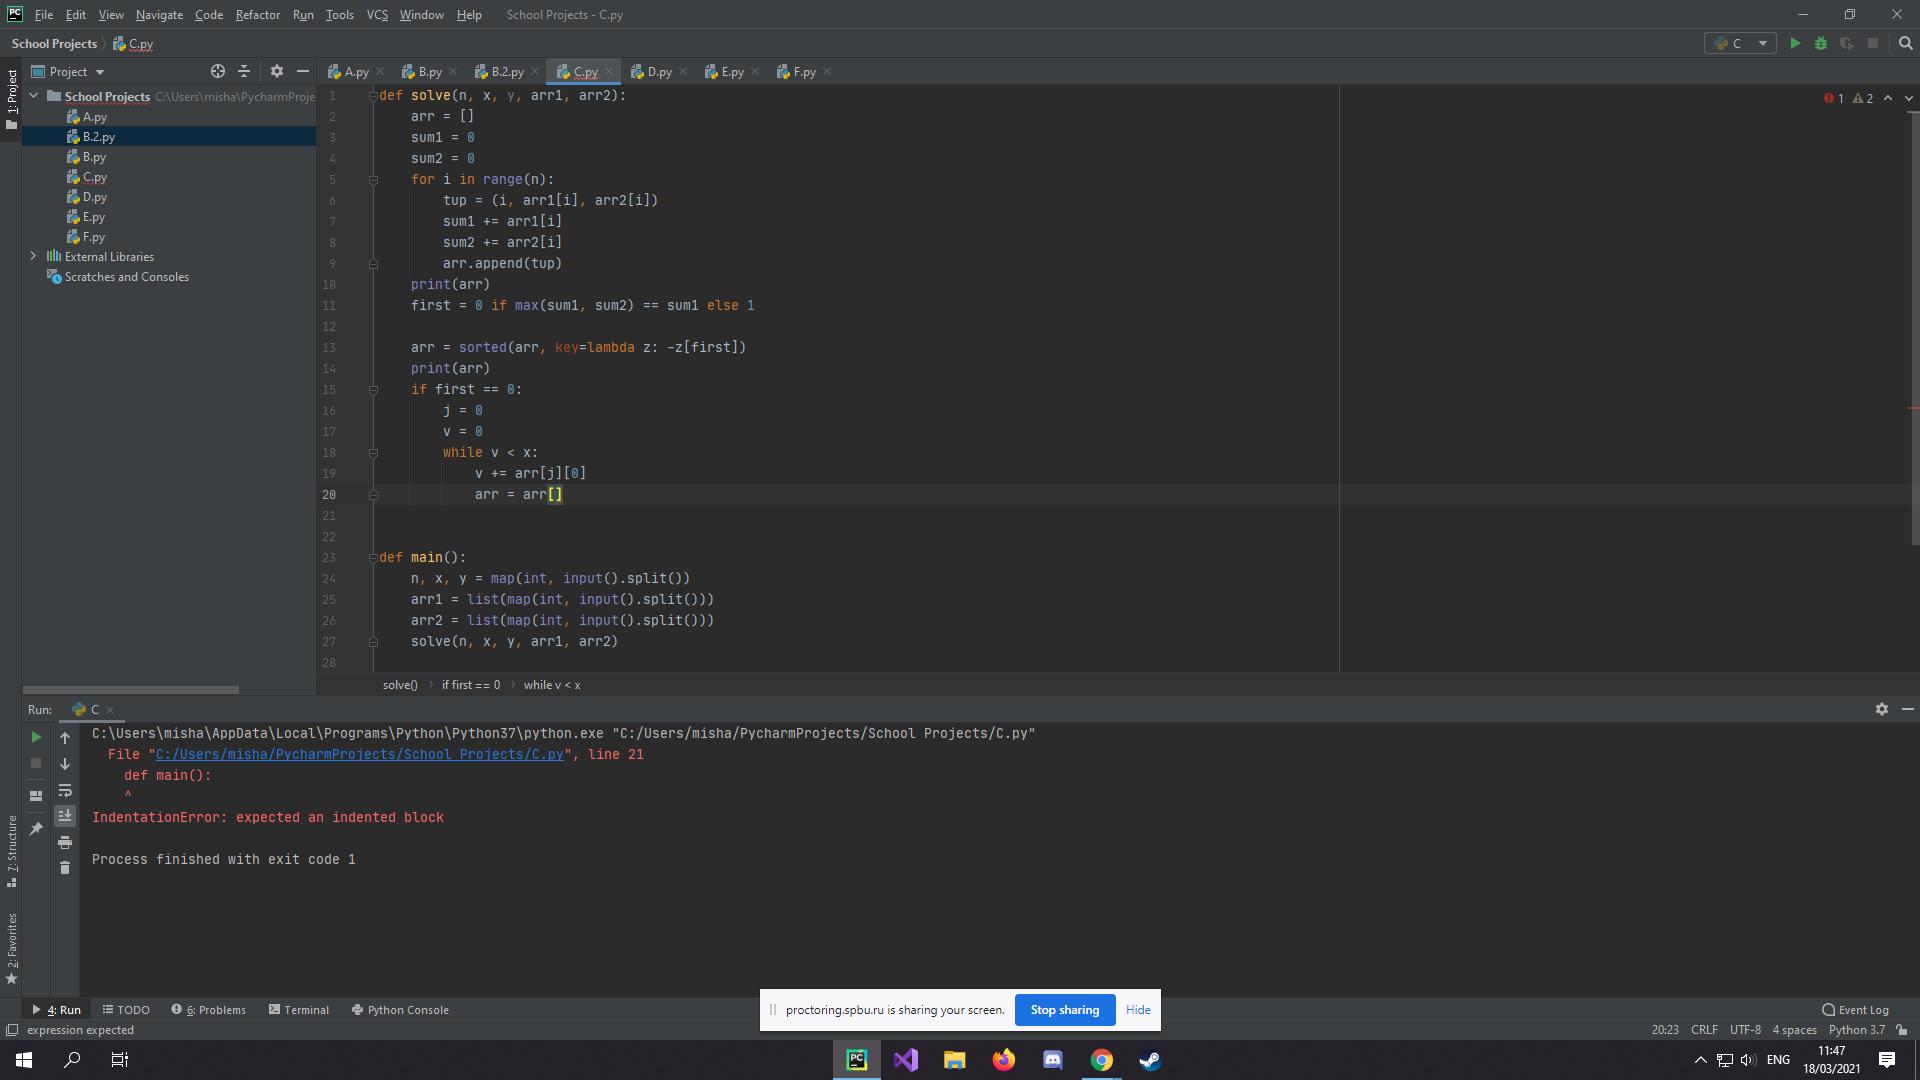 PC File Edit View Navigate Code Refactor Run Tools VCS Window Help School Projects - C.py
School Projects C.py C
1: Project
Project
School Projects C:\Users\misha\PycharmProje
A.py
B.2.py
B.py
C.py
D.py
E.py
F.py
External Libraries
Scratches and Consoles
A.py B.py B.2.py C.py D.py E.py F.py
1 2
1 def solve(n, x, y, arr1, arr2):
2 arr = []
3 sum1 = 0
4 sum2 = 0
5 for i in range(n):
6 tup = (i, arr1[i], arr2[i])
7 sum1 += arr1[i]
8 sum2 += arr2[i]
9 arr.append(tup)
10 print(arr)
11 first = 0 if max(sum1, sum2) == sum1 else 1
12
13 arr = sorted(arr, key=lambda z: -z[first])
14 print(arr)
15 if first == 0:
16 j = 0
17 v = 0
18 while v < x:
19 v += arr[j][0]
20 arr = arr[]
21
22
23 def main():
24 n, x, y = map(int, input().split())
25 arr1 = list(map(int, input().split()))
26 arr2 = list(map(int, input().split()))
27 solve(n, x, y, arr1, arr2)
28
solve() if first == 0 while v < x
Run: C
C:\Users\misha\AppData\Local\Programs\Python\Python37\python.exe "C:/Users/misha/PycharmProjects/School Projects/C.py"
File "C:/Users/misha/PycharmProjects/School Projects/C.py", line 21
def main():
^
IndentationError: expected an indented block
Process finished with exit code 1
7: Structure
2: Favorites
4: Run TODO 6: Problems Terminal Python Console Event Log
proctoring.spbu.ru is sharing your screen. Stop sharing Hide
expression expected 20:23 CRLF UTF-8 4 spaces Python 3.7
PC ENG 11:47
18/03/2021